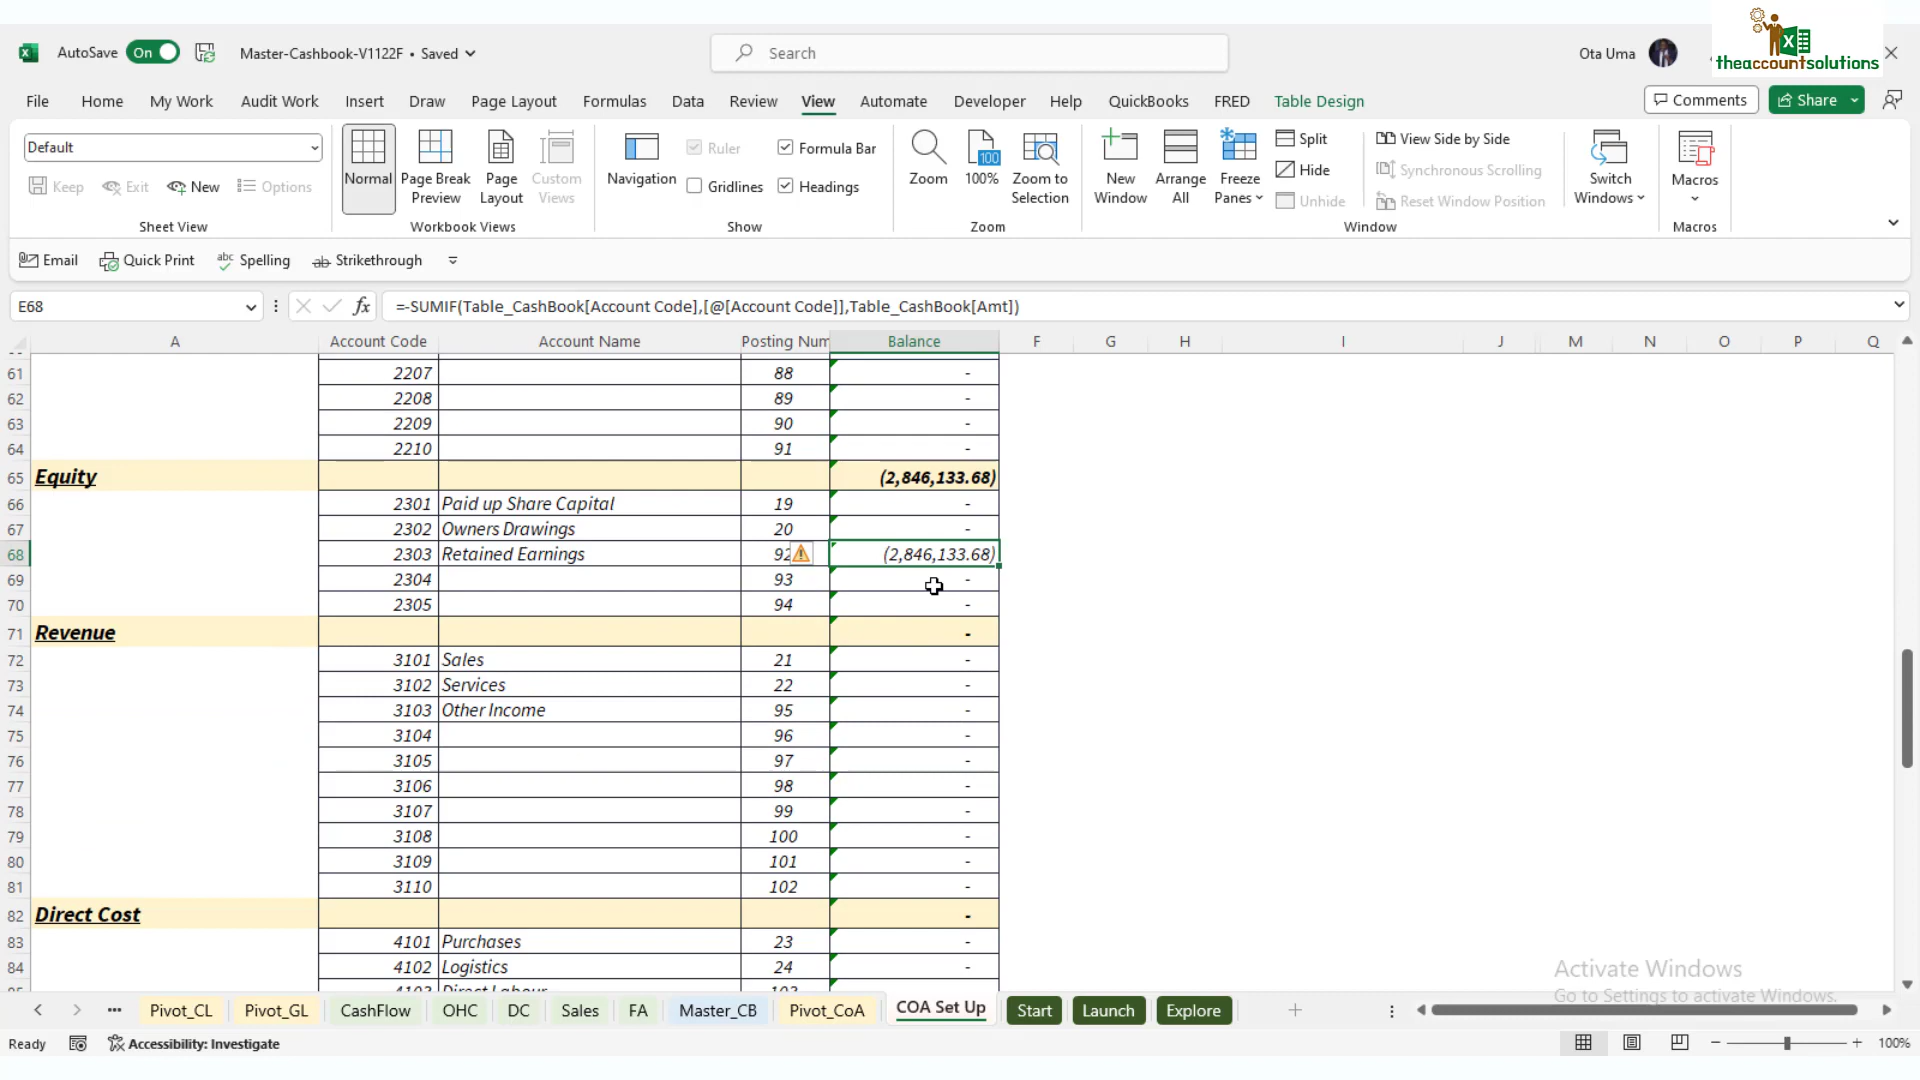 AutoSave On Master-Cashbook-V1122F • Saved Search Ota Uma
theaccountsolutions
File Home My Work Audit Work Insert Draw Page Layout Formulas Data Review View Automate Developer Help QuickBooks FRED Table Design Comments Share
Default
Keep Exit New Options
Sheet View
Normal Page Break Preview Page Layout Custom Views
Workbook Views
Navigation Ruler Formula Bar
Gridlines Headings
Show
Zoom 100% Zoom to Selection
Zoom
New Window Arrange All Freeze Panes
Split Hide Unhide
View Side by Side
Synchronous Scrolling
Reset Window Position
Window
Switch Windows
Macros
Macros
Email Quick Print Spelling Strikethrough
E68 fx =-SUMIF(Table_CashBook[Account Code],[@[Account Code]],Table_CashBook[Amt])
A Account Code Account Name Posting Num Balance F G H I J M N O P Q
61 2207 88 -
62 2208 89 -
63 2209 90 -
64 2210 91 -
65 Equity (2,846,133.68)
66 2301 Paid up Share Capital 19 -
67 2302 Owners Drawings 20 -
68 2303 Retained Earnings 92 (2,846,133.68)
69 2304 93 -
70 2305 94 -
71 Revenue -
72 3101 Sales 21 -
73 3102 Services 22 -
74 3103 Other Income 95 -
75 3104 96 -
76 3105 97 -
77 3106 98 -
78 3107 99 -
79 3108 100 -
80 3109 101 -
81 3110 102 -
82 Direct Cost -
83 4101 Purchases 23 -
84 4102 Logistics 24 -
Activate Windows
Go to Settings to activate Windows.
Pivot_CL Pivot_GL CashFlow OHC DC Sales FA Master_CB Pivot_CoA COA Set Up Start Launch Explore
Ready Accessibility: Investigate 100%